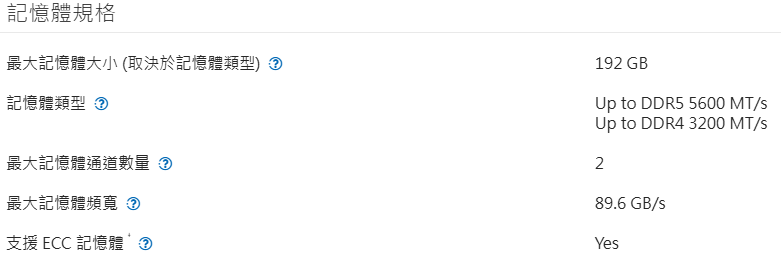 記憶體規格
最大記憶體大小 (取決於記憶體類型) ?
192 GB
記憶體類型 ?
Up to DDR5 5600 MT/s
Up to DDR4 3200 MT/s
最大記憶體通道數量 ?
2
最大記憶體頻寬 ?
89.6 GB/s
支援 ECC 記憶體 ‡ ?
Yes